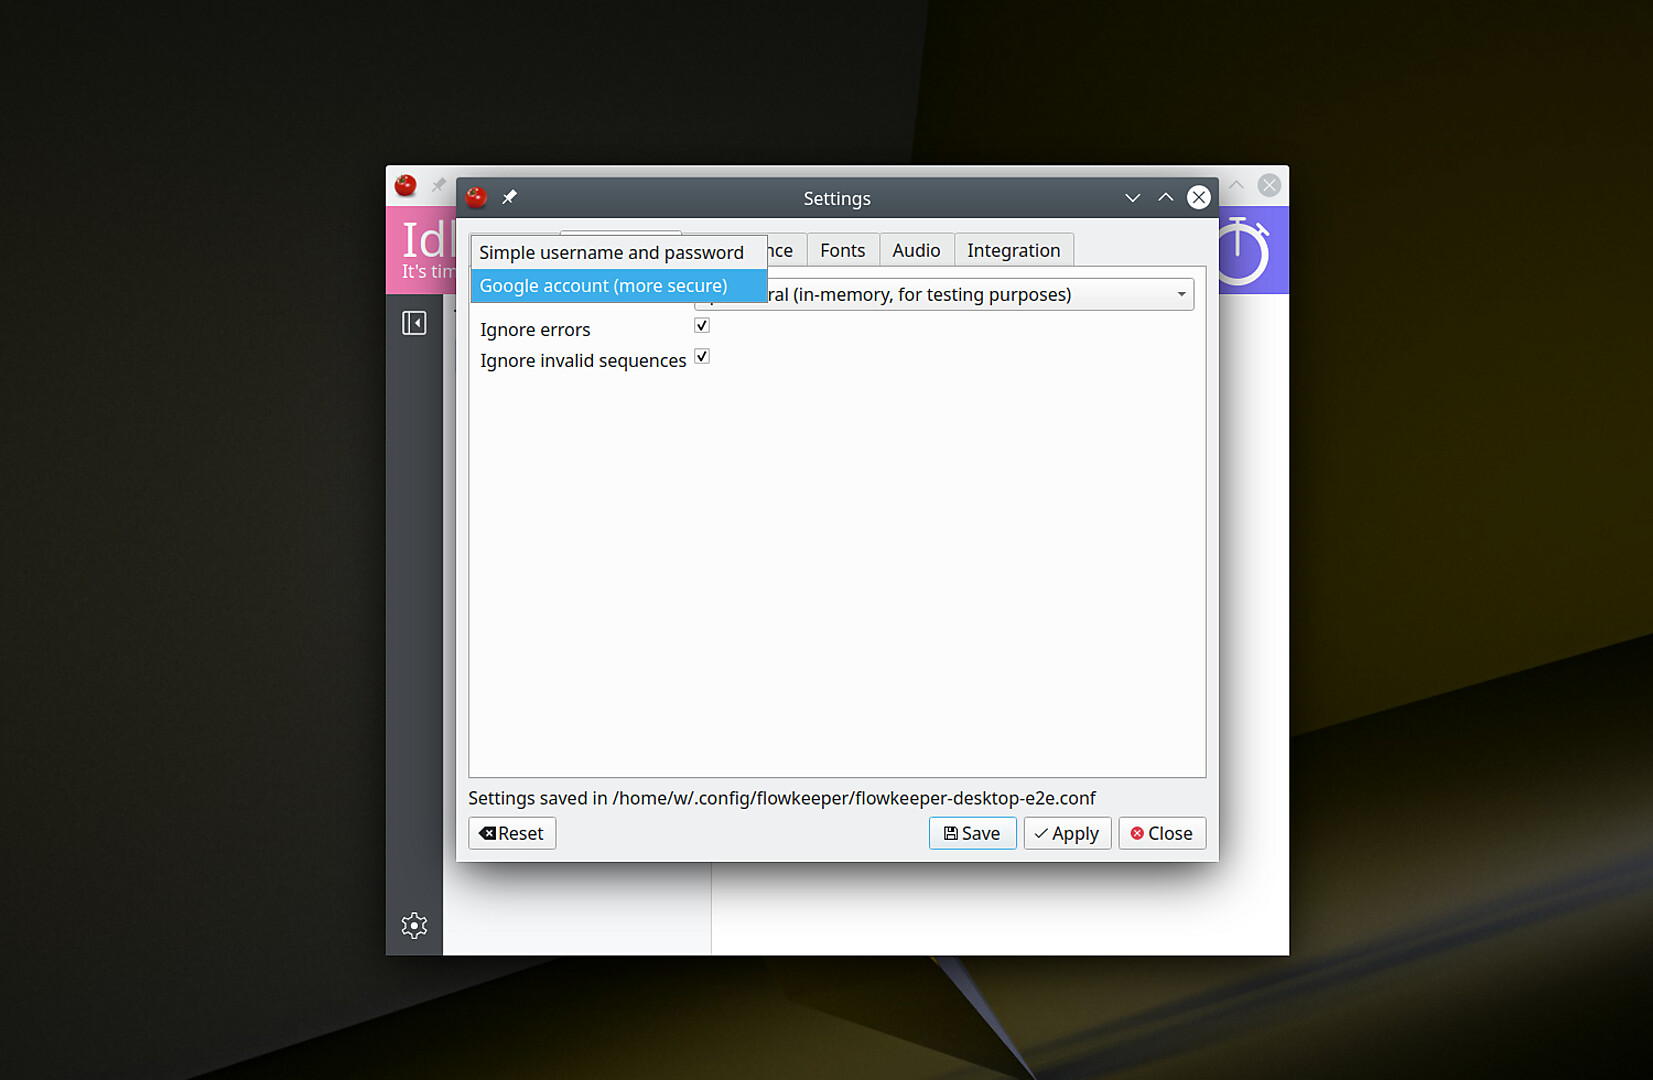 Settings
Idl
It's tim
Simple username and password
Google account (more secure)
nce
Fonts
Audio
Integration
ral (in-memory, for testing purposes)
Ignore errors
Ignore invalid sequences
Settings saved in /home/w/.config/flowkeeper/flowkeeper-desktop-e2e.conf
Reset
Save
Apply
Close